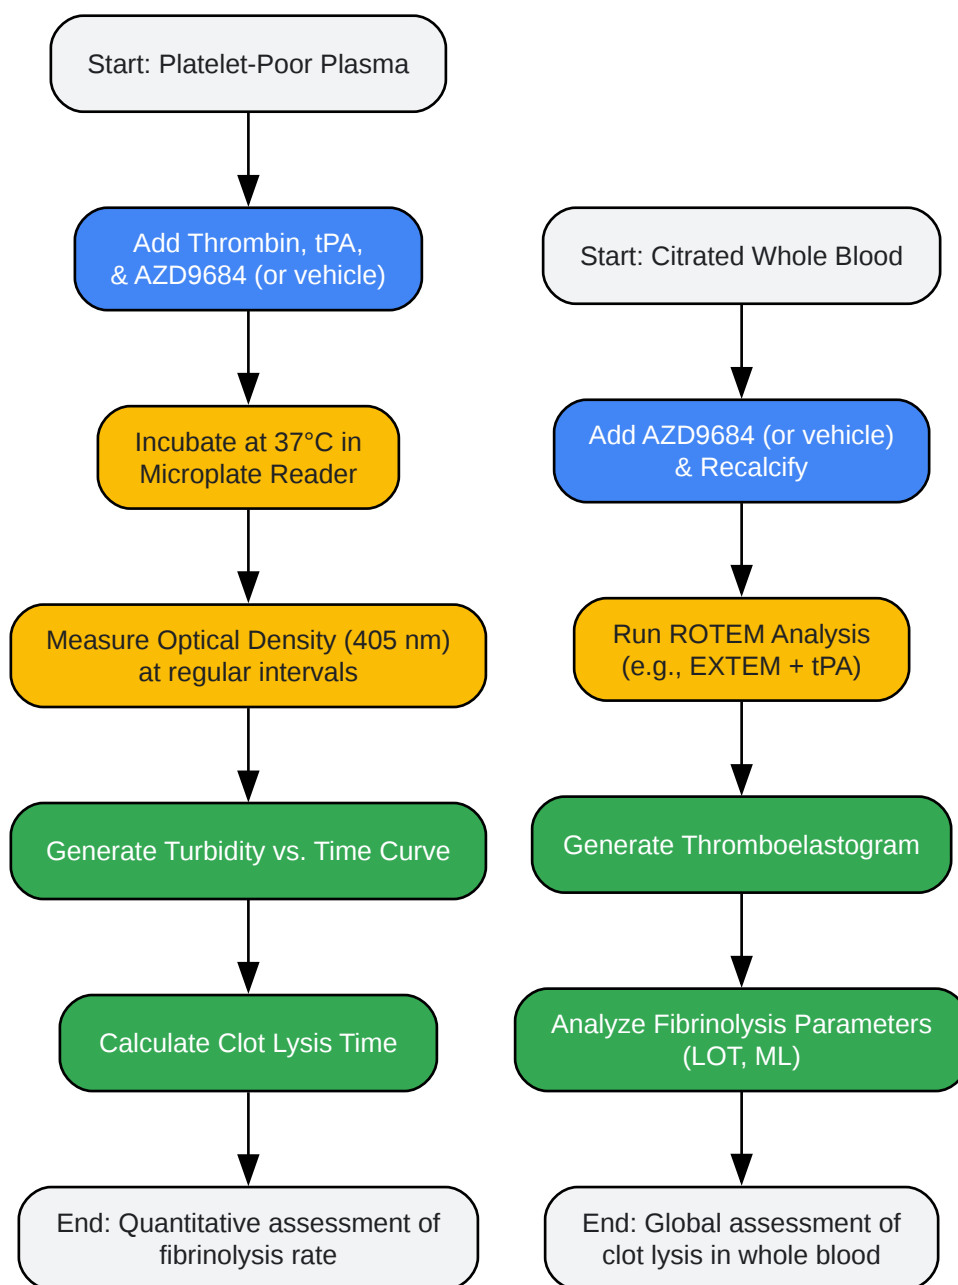 Start: Platelet-Poor Plasma
Add Thrombin, tPA,
& AZD9684 (or vehicle)
Incubate at 37°C in
Microplate Reader
Measure Optical Density (405 nm)
at regular intervals
Generate Turbidity vs. Time Curve
Calculate Clot Lysis Time
End: Quantitative assessment of
fibrinolysis rate
Start: Citrated Whole Blood
Add AZD9684 (or vehicle)
& Recalcify
Run ROTEM Analysis
(e.g., EXTEM + tPA)
Generate Thromboelastogram
Analyze Fibrinolysis Parameters
(LOT, ML)
End: Global assessment of
clot lysis in whole blood